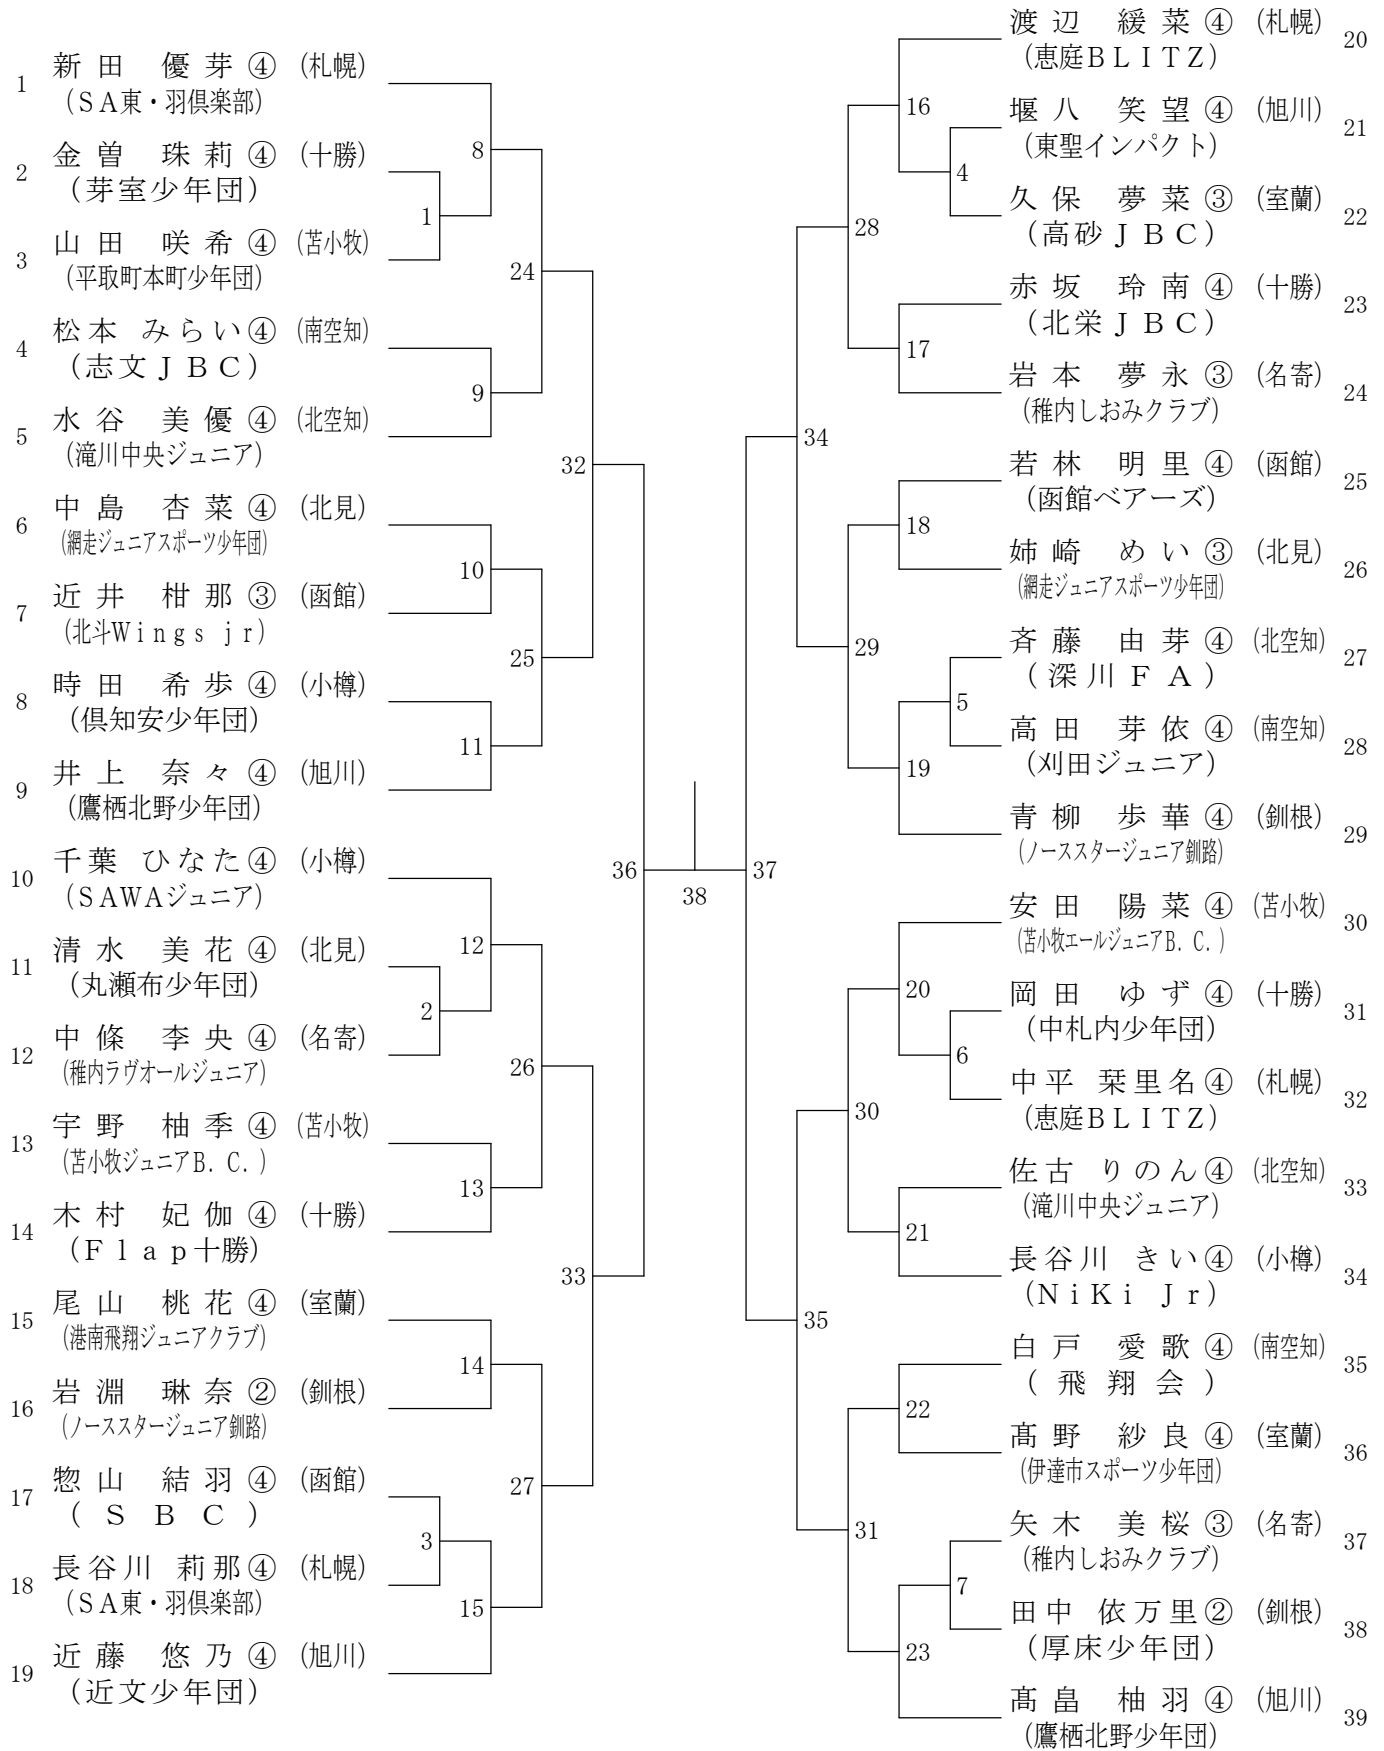 1 新田 優芽 ④ (札幌)
(SA東・羽倶楽部)
2 金曽 珠莉 ④ (十勝)
(芽室少年団)
3 山田 咲希 ④ (苫小牧)
(平取町本町少年団)
4 松本 みらい ④ (南空知)
(志文JBC)
5 水谷 美優 ④ (北空知)
(滝川中央ジュニア)
6 中島 杏菜 ④ (北見)
(網走ジュニアスポーツ少年団)
7 近井 柑那 ③ (函館)
(北斗Wings jr)
8 時田 希歩 ④ (小樽)
(倶知安少年団)
9 井上 奈々 ④ (旭川)
(鷹栖北野少年団)
10 千葉 ひなた ④ (小樽)
(SAWAジュニア)
11 清水 美花 ④ (北見)
(丸瀬布少年団)
12 中條 李央 ④ (名寄)
(稚内ラヴオールジュニア)
13 宇野 柚季 ④ (苫小牧)
(苫小牧ジュニアB.C.)
14 木村 妃伽 ④ (十勝)
(Flap十勝)
15 尾山 桃花 ④ (室蘭)
(港南飛翔ジュニアクラブ)
16 岩淵 琳奈 ② (釧根)
(ノーススタージュニア釧路)
17 惣山 結羽 ④ (函館)
(SBC)
18 長谷川 莉那 ④ (札幌)
(SA東・羽倶楽部)
19 近藤 悠乃 ④ (旭川)
(近文少年団)
8
1
24
9
32
10
25
11
36
12
2
26
13
33
14
27
3
15
38
37
16
4
28
17
34
18
29
5
19
20
6
30
21
35
22
31
7
23
渡辺 緩菜 ④ (札幌) 20
(恵庭BLITZ)
堰八 笑望 ④ (旭川) 21
(東聖インパクト)
久保 夢菜 ③ (室蘭) 22
(高砂JBC)
赤坂 玲南 ④ (十勝) 23
(北栄JBC)
岩本 夢永 ③ (名寄) 24
(稚内しおみクラブ)
若林 明里 ④ (函館) 25
(函館ベアーズ)
姉崎 めい ③ (北見) 26
(網走ジュニアスポーツ少年団)
斉藤 由芽 ④ (北空知) 27
(深川FA)
高田 芽依 ④ (南空知) 28
(刈田ジュニア)
青柳 歩華 ④ (釧根) 29
(ノーススタージュニア釧路)
安田 陽菜 ④ (苫小牧) 30
(苫小牧エールジュニアB.C.)
岡田 ゆず ④ (十勝) 31
(中札内少年団)
中平 栞里名 ④ (札幌) 32
(恵庭BLITZ)
佐古 りのん ④ (北空知) 33
(滝川中央ジュニア)
長谷川 きい ④ (小樽) 34
(NiKi Jr)
白戸 愛歌 ④ (南空知) 35
(飛翔会)
髙野 紗良 ④ (室蘭) 36
(伊達市スポーツ少年団)
矢木 美桜 ③ (名寄) 37
(稚内しおみクラブ)
田中 依万里 ② (釧根) 38
(厚床少年団)
髙畠 柚羽 ④ (旭川) 39
(鷹栖北野少年団)